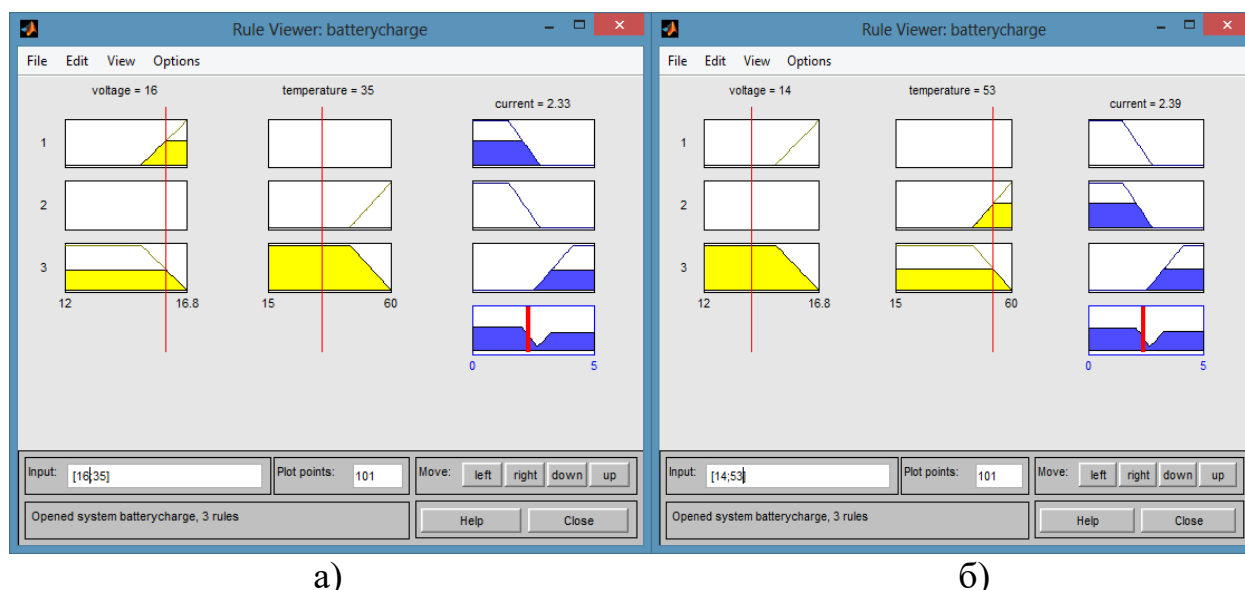 Rule Viewer: batterycharge
File Edit View Options
voltage = 16 temperature = 35
current = 2.33
1
2
3
12 16.8 15 60
0 5
Input: [16;35] Plot points: 101 Move: left right down up
Opened system batterycharge, 3 rules Help Close
а)
Rule Viewer: batterycharge
File Edit View Options
voltage = 14 temperature = 53
current = 2.39
1
2
3
12 16.8 15 60
0 5
Input: [14;53] Plot points: 101 Move: left right down up
Opened system batterycharge, 3 rules Help Close
б)